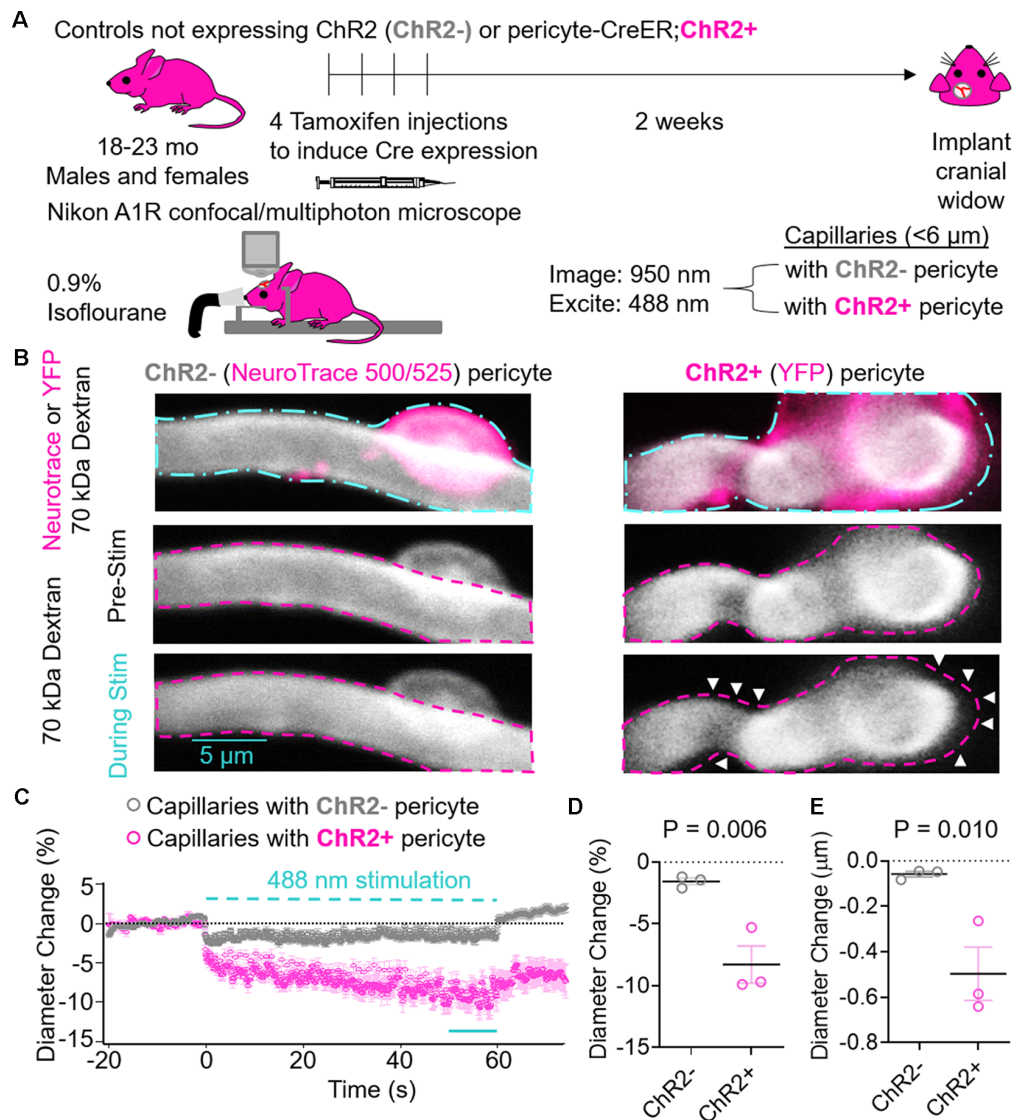 A
Controls not expressing ChR2 (ChR2-) or pericyte-CreER;ChR2+
18-23 mo
Males and females
4 Tamoxifen injections
to induce Cre expression
2 weeks
Implant
cranial
widow
Nikon A1R confocal/multiphoton microscope
0.9%
Isoflourane
Image: 950 nm
Excite: 488 nm
Capillaries (<6 µm)
with ChR2- pericyte
with ChR2+ pericyte
B
ChR2- (NeuroTrace 500/525) pericyte
ChR2+ (YFP) pericyte
Neurotrace or YFP
70 kDa Dextran
70 kDa Dextran
Pre-Stim
During Stim
5 µm
C
Capillaries with ChR2- pericyte
Capillaries with ChR2+ pericyte
488 nm stimulation
Diameter Change (%)
5
0
-5
-10
-15
-20
0
20
40
60
Time (s)
D
P = 0.006
Diameter Change (%)
0
-5
-10
-15
ChR2-
ChR2+
E
P = 0.010
Diameter Change (µm)
0.0
-0.2
-0.4
-0.6
-0.8
ChR2-
ChR2+